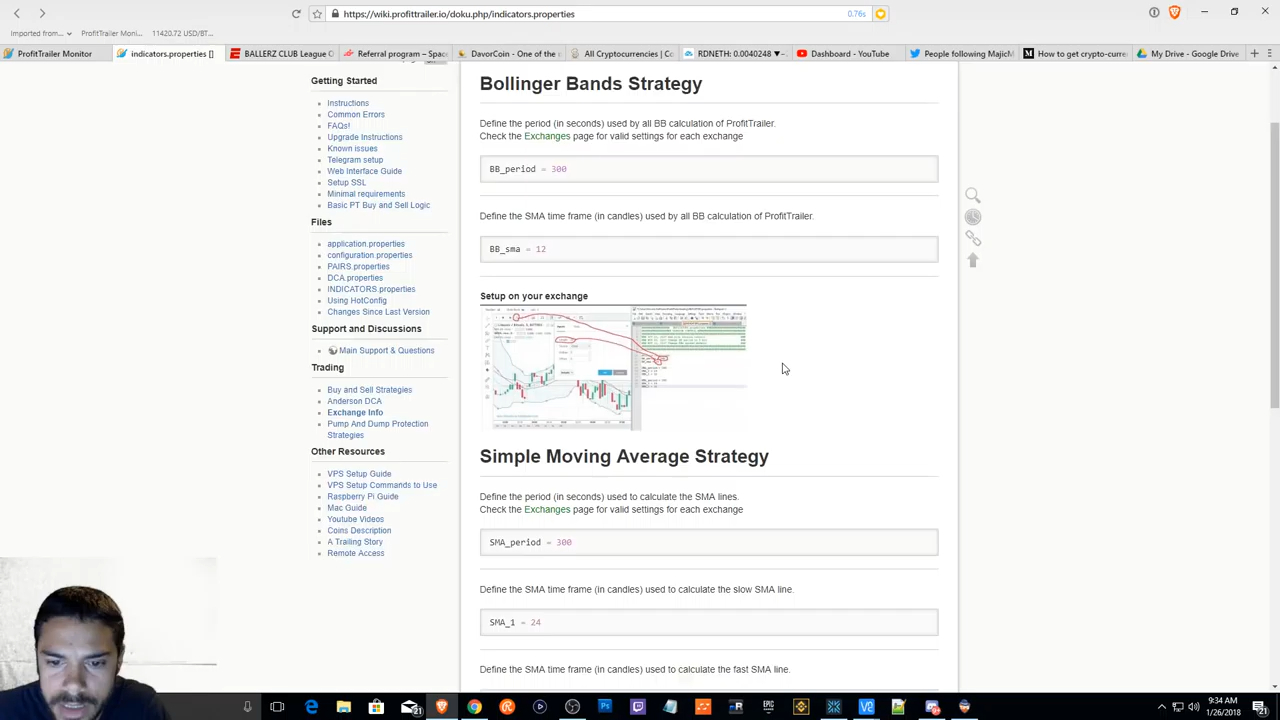 https://wiki.profittrailer.io/doku.php/indicators.properties
0.76s
Imported from...
ProfitTrailer Moni...
11420.72 USD/BT...
ProfitTrailer Monitor
indicators.properties []
BALLERZ CLUB League O
Referral program – Spac
DavorCoin - One of the m
All Cryptocurrencies | Co
RDNETH: 0.0040248 ▼−
Dashboard - YouTube
People following MajicM
How to get crypto-curre
My Drive - Google Drive
Getting Started
Instructions
Common Errors
FAQs!
Upgrade Instructions
Known issues
Telegram setup
Web Interface Guide
Setup SSL
Minimal requirements
Basic PT Buy and Sell Logic
Files
application.properties
configuration.properties
PAIRS.properties
DCA.properties
INDICATORS.properties
Using HotConfig
Changes Since Last Version
Support and Discussions
Main Support & Questions
Trading
Buy and Sell Strategies
Anderson DCA
Exchange Info
Pump And Dump Protection
Strategies
Other Resources
VPS Setup Guide
VPS Setup Commands to Use
Raspberry Pi Guide
Mac Guide
Youtube Videos
Coins Description
A Trailing Story
Remote Access
Bollinger Bands Strategy
Define the period (in seconds) used by all BB calculation of ProfitTrailer.
Check the Exchanges page for valid settings for each exchange
BB_period = 300
Define the SMA time frame (in candles) used by all BB calculation of ProfitTrailer.
BB_sma = 12
Setup on your exchange
Simple Moving Average Strategy
Define the period (in seconds) used to calculate the SMA lines.
Check the Exchanges page for valid settings for each exchange
SMA_period = 300
Define the SMA time frame (in candles) used to calculate the slow SMA line.
SMA_1 = 24
Define the SMA time frame (in candles) used to calculate the fast SMA line.
21
9:34 AM
1/26/2018